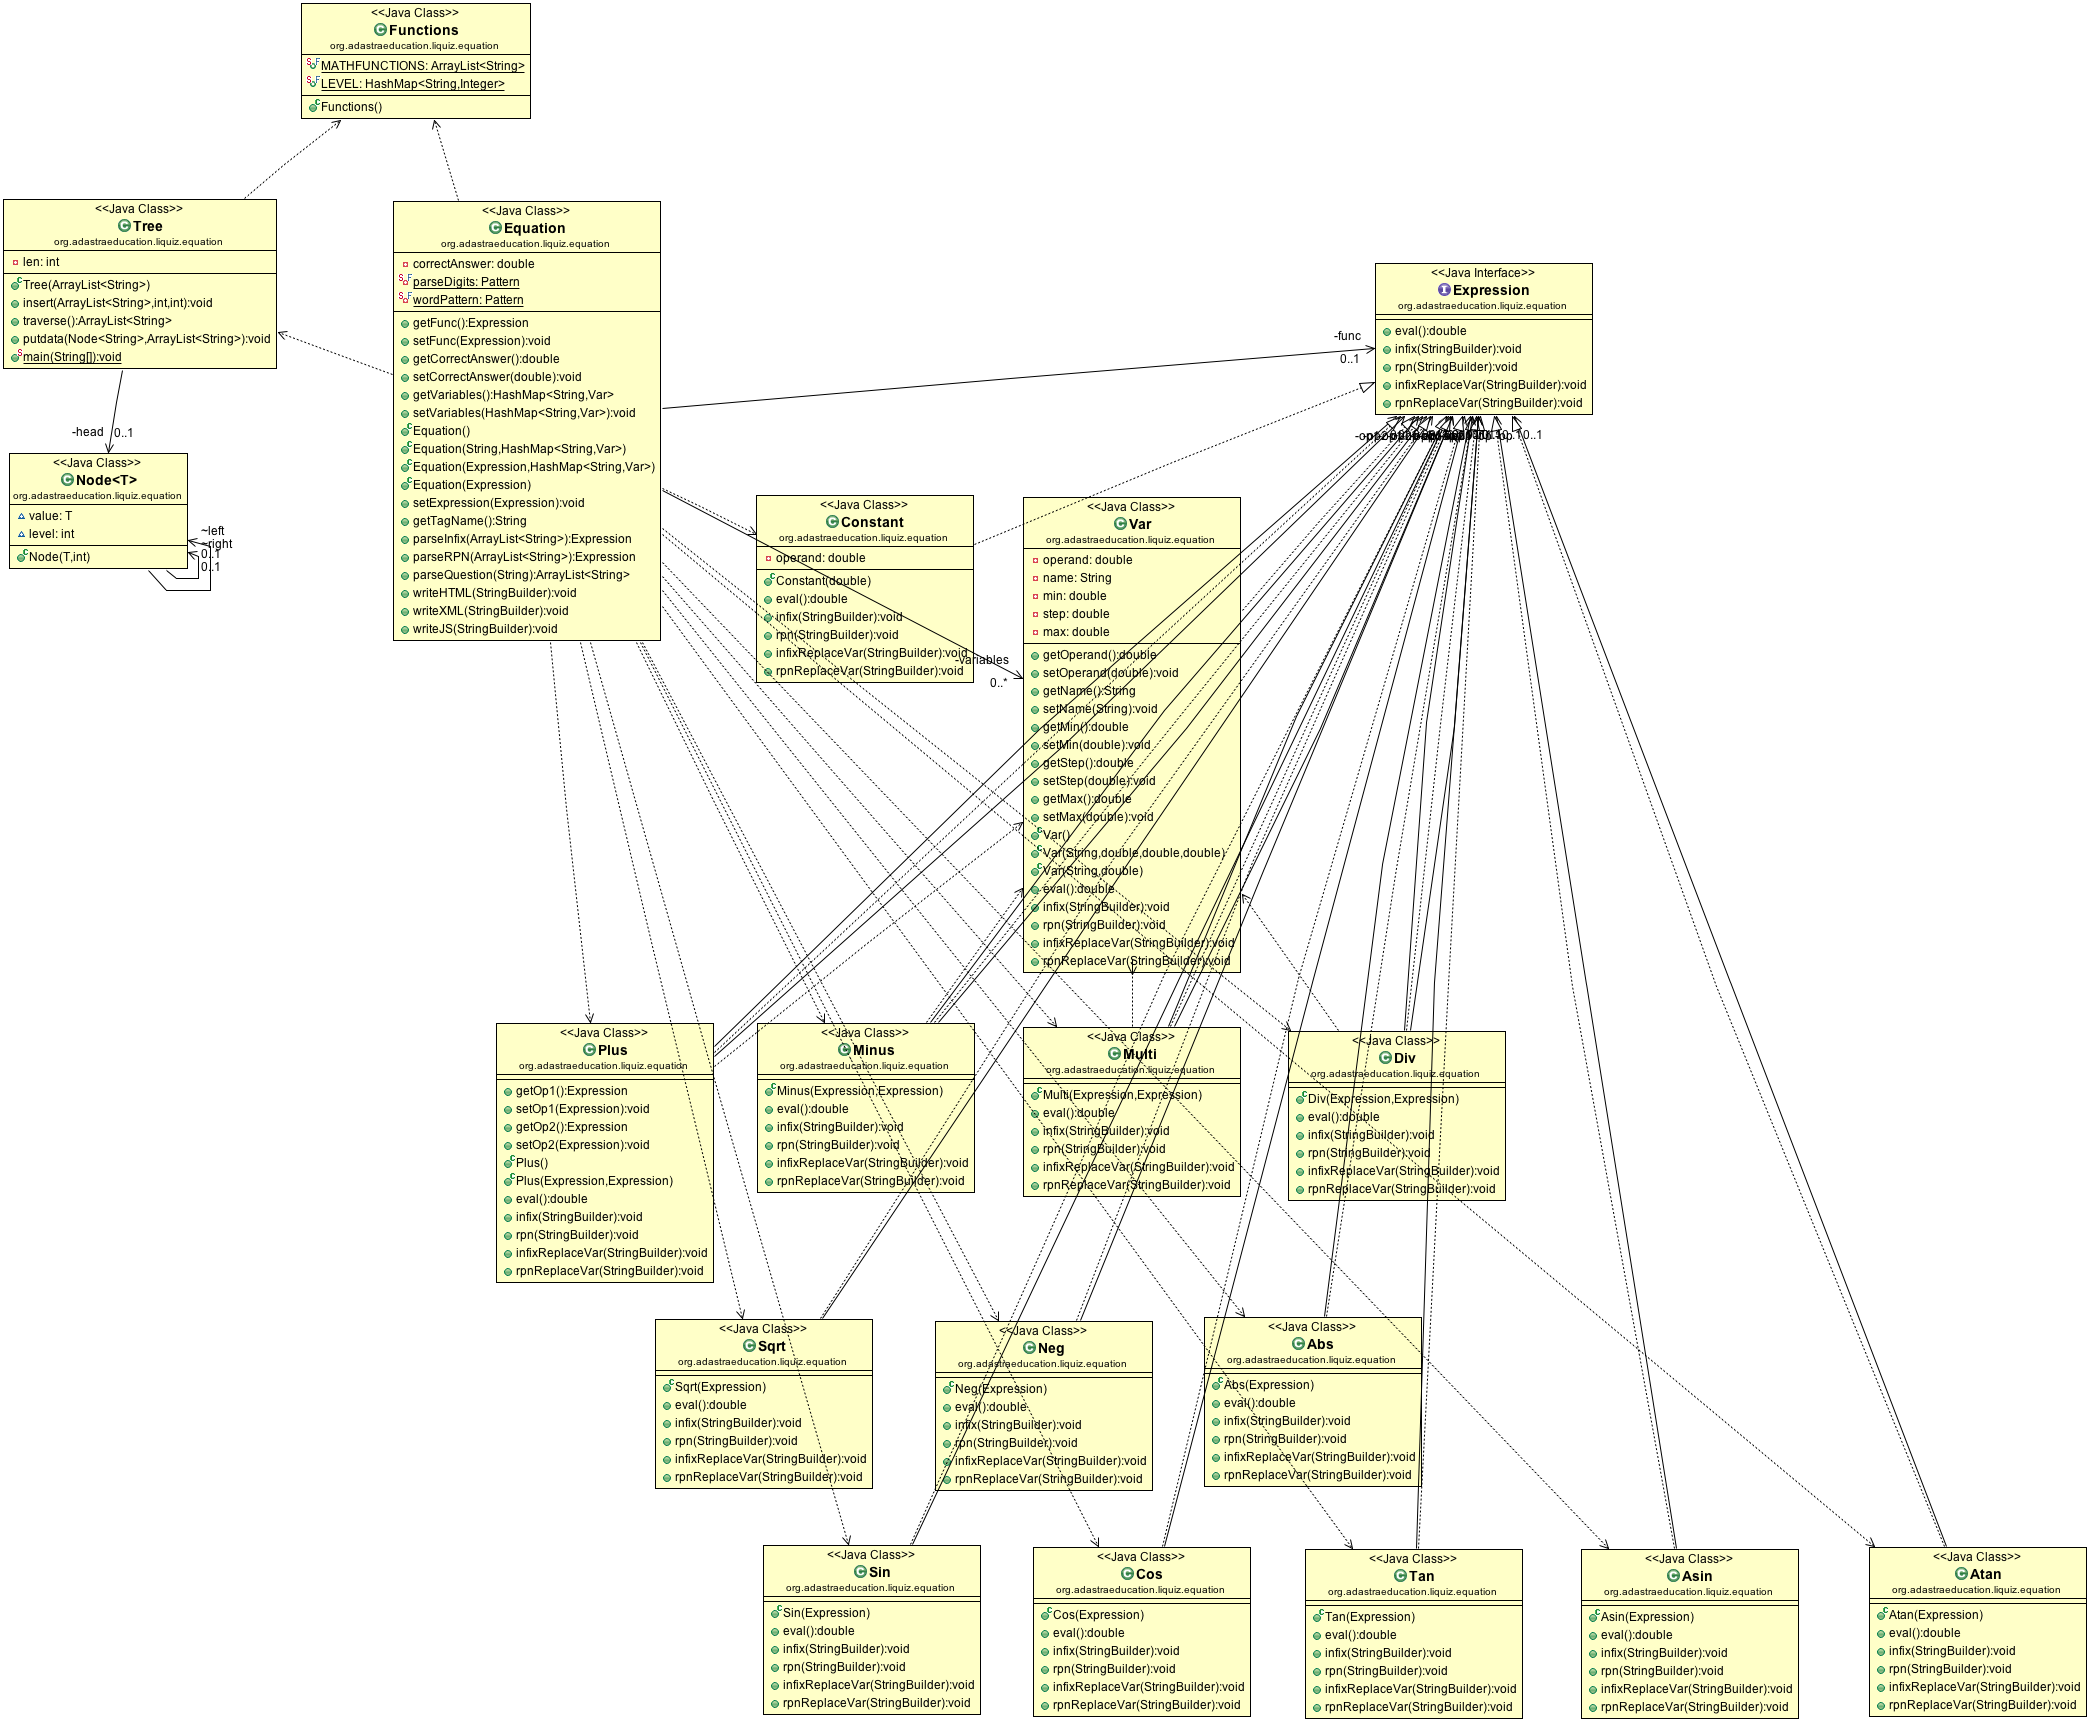 <<Java Class>>
Functions
org.adastraeducation.liquiz.equation
MATHFUNCTIONS: ArrayList<String>
LEVEL: HashMap<String,Integer>
Functions()
<<Java Class>>
Tree
org.adastraeducation.liquiz.equation
len: int
Tree(ArrayList<String>)
insert(ArrayList<String>,int,int):void
traverse():ArrayList<String>
putdata(Node<String>,ArrayList<String>):void
main(String[]):void
-head
0..1
<<Java Class>>
Node<T>
org.adastraeducation.liquiz.equation
value: T
level: int
Node(T,int)
~left
~right
0..1
0..1
<<Java Class>>
Equation
org.adastraeducation.liquiz.equation
correctAnswer: double
parseDigits: Pattern
wordPattern: Pattern
getFunc():Expression
setFunc(Expression):void
getCorrectAnswer():double
setCorrectAnswer(double):void
getVariables():HashMap<String,Var>
setVariables(HashMap<String,Var>):void
Equation()
Equation(String,HashMap<String,Var>)
Equation(Expression,HashMap<String,Var>)
Equation(Expression)
setExpression(Expression):void
getTagName():String
parseInfix(ArrayList<String>):Expression
parseRPN(ArrayList<String>):Expression
parseQuestion(String):ArrayList<String>
writeHTML(StringBuilder):void
writeXML(StringBuilder):void
writeJS(StringBuilder):void
-func
0..1
<<Java Interface>>
Expression
org.adastraeducation.liquiz.equation
eval():double
infix(StringBuilder):void
rpn(StringBuilder):void
infixReplaceVar(StringBuilder):void
rpnReplaceVar(StringBuilder):void
0..1
<<Java Class>>
Constant
org.adastraeducation.liquiz.equation
operand: double
Constant(double)
eval():double
infix(StringBuilder):void
rpn(StringBuilder):void
infixReplaceVar(StringBuilder):void
rpnReplaceVar(StringBuilder):void
-variables
0..*
<<Java Class>>
Var
org.adastraeducation.liquiz.equation
operand: double
name: String
min: double
step: double
max: double
getOperand():double
setOperand(double):void
getName():String
setName(String):void
getMin():double
setMin(double):void
getStep():double
setStep(double):void
getMax():double
setMax(double):void
Var()
Var(String,double,double,double)
Var(String,double)
eval():double
infix(StringBuilder):void
rpn(StringBuilder):void
infixReplaceVar(StringBuilder):void
rpnReplaceVar(StringBuilder):void
<<Java Class>>
Plus
org.adastraeducation.liquiz.equation
getOp1():Expression
setOp1(Expression):void
getOp2():Expression
setOp2(Expression):void
Plus()
Plus(Expression,Expression)
eval():double
infix(StringBuilder):void
rpn(StringBuilder):void
infixReplaceVar(StringBuilder):void
rpnReplaceVar(StringBuilder):void
<<Java Class>>
Minus
org.adastraeducation.liquiz.equation
Minus(Expression,Expression)
eval():double
infix(StringBuilder):void
rpn(StringBuilder):void
infixReplaceVar(StringBuilder):void
rpnReplaceVar(StringBuilder):void
<<Java Class>>
Multi
org.adastraeducation.liquiz.equation
Multi(Expression,Expression)
eval():double
infix(StringBuilder):void
rpn(StringBuilder):void
infixReplaceVar(StringBuilder):void
rpnReplaceVar(StringBuilder):void
<<Java Class>>
Div
org.adastraeducation.liquiz.equation
Div(Expression,Expression)
eval():double
infix(StringBuilder):void
rpn(StringBuilder):void
infixReplaceVar(StringBuilder):void
rpnReplaceVar(StringBuilder):void
<<Java Class>>
Sqrt
org.adastraeducation.liquiz.equation
Sqrt(Expression)
eval():double
infix(StringBuilder):void
rpn(StringBuilder):void
infixReplaceVar(StringBuilder):void
rpnReplaceVar(StringBuilder):void
<<Java Class>>
Neg
org.adastraeducation.liquiz.equation
Neg(Expression)
eval():double
infix(StringBuilder):void
rpn(StringBuilder):void
infixReplaceVar(StringBuilder):void
rpnReplaceVar(StringBuilder):void
<<Java Class>>
Abs
org.adastraeducation.liquiz.equation
Abs(Expression)
eval():double
infix(StringBuilder):void
rpn(StringBuilder):void
infixReplaceVar(StringBuilder):void
rpnReplaceVar(StringBuilder):void
<<Java Class>>
Sin
org.adastraeducation.liquiz.equation
Sin(Expression)
eval():double
infix(StringBuilder):void
rpn(StringBuilder):void
infixReplaceVar(StringBuilder):void
rpnReplaceVar(StringBuilder):void
<<Java Class>>
Cos
org.adastraeducation.liquiz.equation
Cos(Expression)
eval():double
infix(StringBuilder):void
rpn(StringBuilder):void
infixReplaceVar(StringBuilder):void
rpnReplaceVar(StringBuilder):void
<<Java Class>>
Tan
org.adastraeducation.liquiz.equation
Tan(Expression)
eval():double
infix(StringBuilder):void
rpn(StringBuilder):void
infixReplaceVar(StringBuilder):void
rpnReplaceVar(StringBuilder):void
<<Java Class>>
Asin
org.adastraeducation.liquiz.equation
Asin(Expression)
eval():double
infix(StringBuilder):void
rpn(StringBuilder):void
infixReplaceVar(StringBuilder):void
rpnReplaceVar(StringBuilder):void
<<Java Class>>
Atan
org.adastraeducation.liquiz.equation
Atan(Expression)
eval():double
infix(StringBuilder):void
rpn(StringBuilder):void
infixReplaceVar(StringBuilder):void
rpnReplaceVar(StringBuilder):void